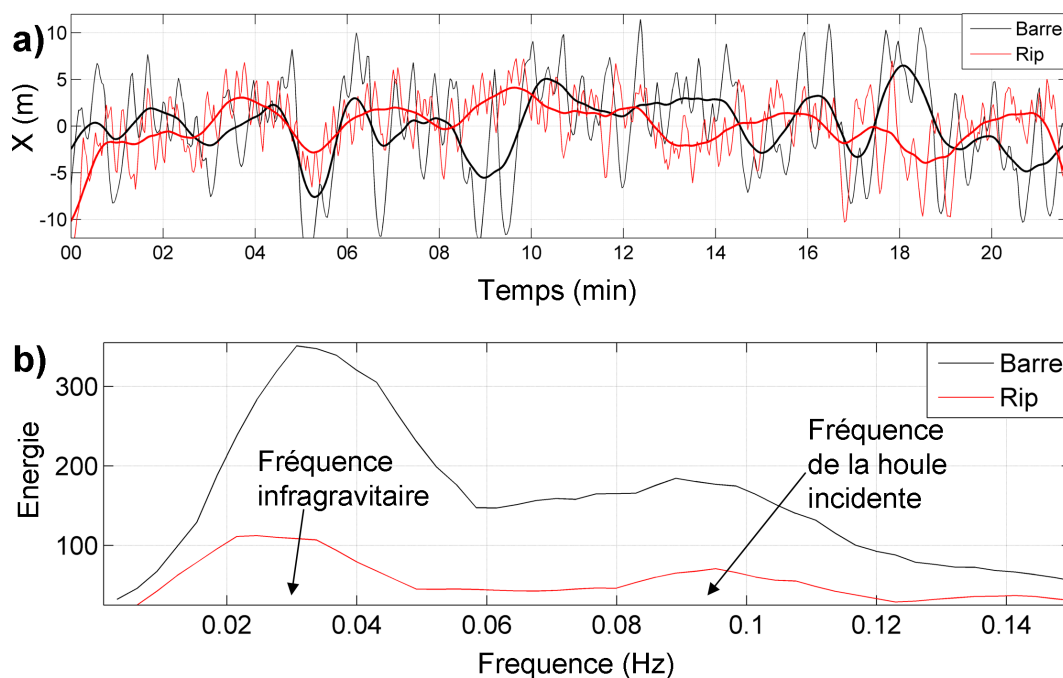 a)
X (m)
10
5
0
-5
-10
Barre
Rip
00 02 04 06 08 10 12 14 16 18 20
Temps (min)
b)
Energie
300
200
100
Barre
Rip
Fréquence
infragravitaire
Fréquence
de la houle
incidente
0.02 0.04 0.06 0.08 0.1 0.12 0.14
Frequence (Hz)